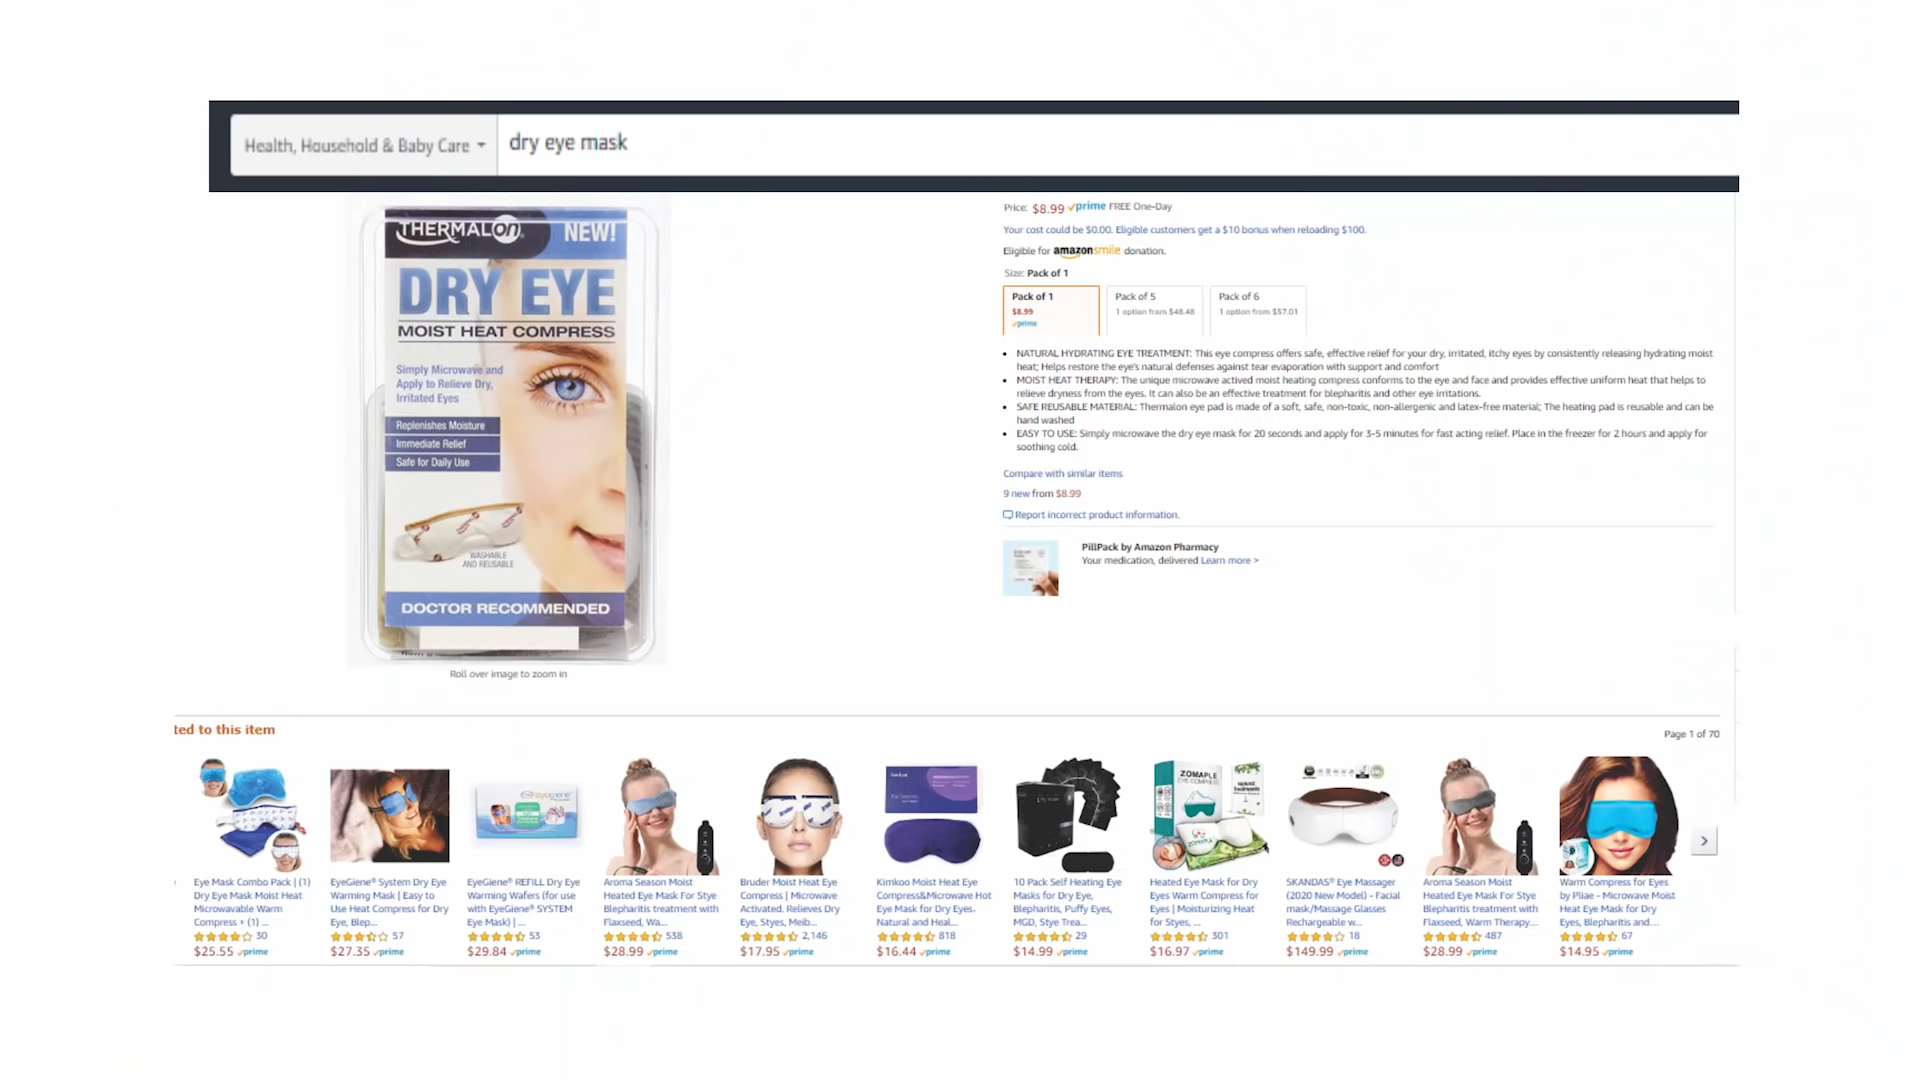 Health, Household & Baby Care
dry eye mask
THERMALON
NEW!
DRY EYE
MOIST HEAT COMPRESS
Simply Microwave and
Apply to Relieve Dry,
Irritated Eyes
Replenishes Moisture
Immediate Relief
Safe for Daily Use
WASHABLE
AND REUSABLE
DOCTOR RECOMMENDED
Roll over image to zoom in
Price: $8.99 prime FREE One-Day
Your cost could be $0.00. Eligible customers get a $10 bonus when reloading $100.
Eligible for amazonsmile donation.
Size: Pack of 1
Pack of 1
$8.99
prime
Pack of 5
1 option from $48.48
Pack of 6
1 option from $57.01
NATURAL HYDRATING EYE TREATMENT: This eye compress offers safe, effective relief for your dry, irritated, itchy eyes by consistently releasing hydrating moist
heat; Helps restore the eye's natural defenses against tear evaporation with support and comfort
MOIST HEAT THERAPY: The unique microwave actived moist heating compress conforms to the eye and face and provides effective uniform heat that helps to
relieve dryness from the eyes. It can also be an effective treatment for blepharitis and other eye irritations.
SAFE REUSABLE MATERIAL: Thermalon eye pad is made of a soft, safe, non-toxic, non-allergenic and latex-free material; The heating pad is reusable and can be
hand washed
EASY TO USE: Simply microwave the dry eye mask for 20 seconds and apply for 3-5 minutes for fast acting relief. Place in the freezer for 2 hours and apply for
soothing cold.
Compare with similar items
9 new from $8.99
Report incorrect product information.
PillPack by Amazon Pharmacy
Your medication, delivered Learn more >
ted to this item
Page 1 of 70
Eye Mask Combo Pack | (1)
Dry Eye Mask Moist Heat
Microwavable Warm
Compress + (1) ...
30
$25.55 prime
EyeGiene® System Dry Eye
Warming Mask | Easy to
Use Heat Compress for Dry
Eye, Blep...
57
$27.35 prime
EyeGiene® REFILL Dry Eye
Warming Wafers (for use
with EyeGiene® SYSTEM
Eye Mask) | ...
53
$29.84 prime
Aroma Season Moist
Heated Eye Mask For Stye
Blepharitis treatment with
Flaxseed, Wa...
538
$28.99 prime
Bruder Moist Heat Eye
Compress | Microwave
Activated. Relieves Dry
Eye, Styes, Meib...
2,146
$17.95 prime
Kimkoo Moist Heat Eye
Compress&Microwave Hot
Eye Mask for Dry Eyes-
Natural and Heal...
818
$16.44 prime
10 Pack Self Heating Eye
Masks for Dry Eye,
Blepharitis, Puffy Eyes,
MGD, Stye Trea...
29
$14.99 prime
ZOMAPLE
EYE COMPRESS
Heated Eye Mask for Dry
Eyes Warm Compress for
Eyes | Moisturizing Heat
for Styes, ...
301
$16.97 prime
SKANDAS® Eye Massager
(2020 New Model) - Facial
mask/Massage Glasses
Rechargeable w...
18
$149.99 prime
Aroma Season Moist
Heated Eye Mask For Stye
Blepharitis treatment with
Flaxseed, Warm Therapy...
487
$28.99 prime
Warm Compress for Eyes
by Pliae - Microwave Moist
Heat Eye Mask for Dry
Eyes, Blepharitis and...
67
$14.95 prime